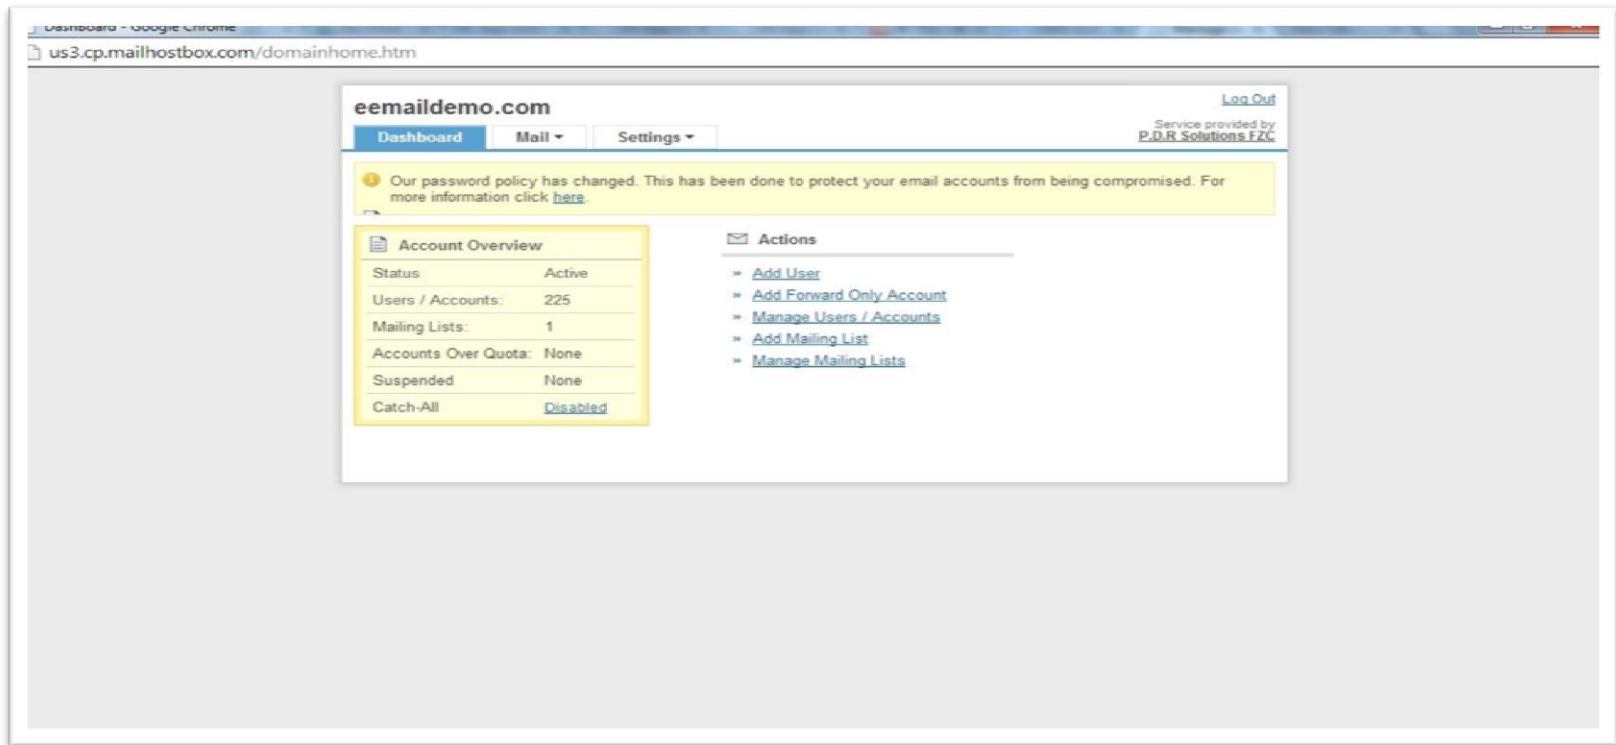 Dashboard - Google Chrome
us3.cp.mailhostbox.com/domainhome.htm
eemaildemo.com
Log Out
Service provided by
P.D.R Solutions FZC
Dashboard Mail Settings
Our password policy has changed. This has been done to protect your email accounts from being compromised. For
more information click here.
Account Overview
Status Active
Users / Accounts: 225
Mailing Lists: 1
Accounts Over Quota: None
Suspended None
Catch-All Disabled
Actions
» Add User
» Add Forward Only Account
» Manage Users / Accounts
» Add Mailing List
» Manage Mailing Lists